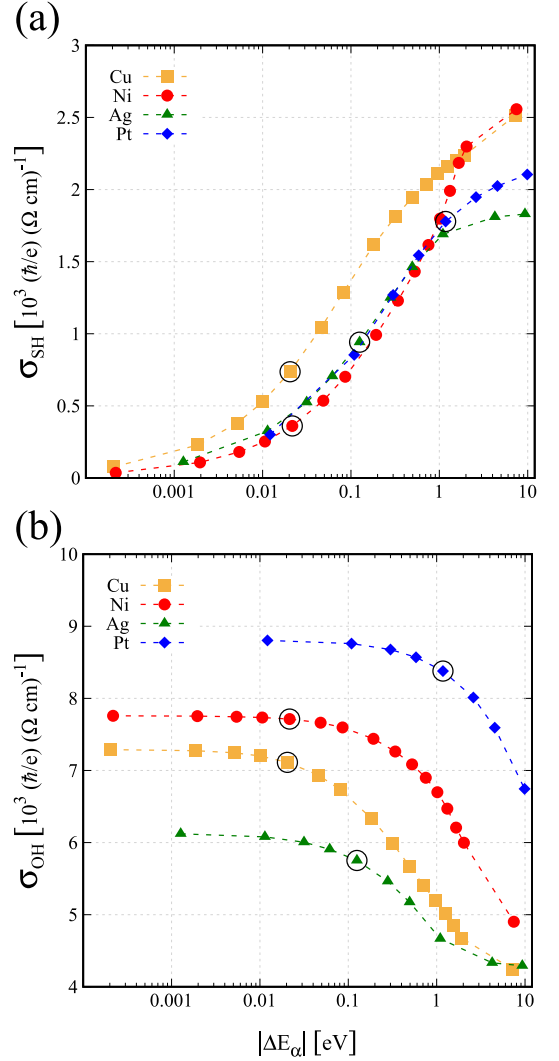 (a)
3
2.5
2
1.5
1
0.5
0
Cu
Ni
Ag
Pt
σSH [ 10³ (ℏ/e) (Ω cm)⁻¹ ]
0.001 0.01 0.1 1 10
(b)
10
9
8
7
6
5
4
Cu
Ni
Ag
Pt
σOH [ 10³ (ℏ/e) (Ω cm)⁻¹ ]
0.001 0.01 0.1 1 10
|ΔEα| [eV]